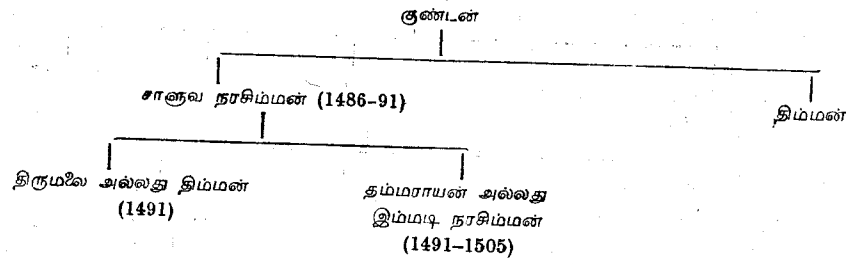 குண்டன்
சாளுவ நரசிம்மன் (1486-91)
திம்மன்
திருமலை அல்லது திம்மன்
(1491)
தம்மராயன் அல்லது
இம்மடி நரசிம்மன்
(1491–1505)